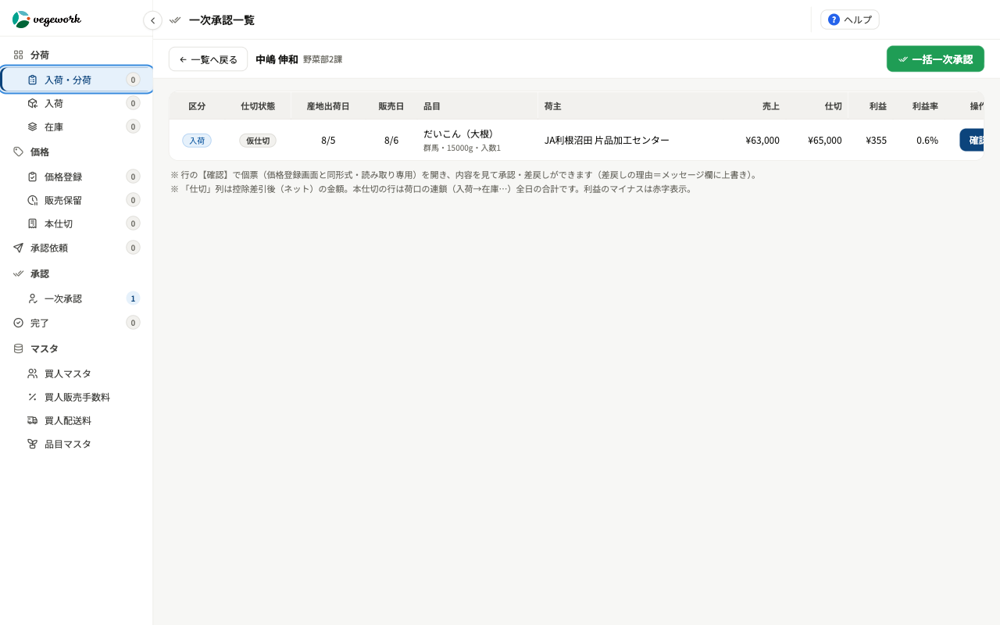 vegework
一次承認一覧
? ヘルプ
← 一覧へ戻る 中嶋 伸和 野菜部2課 一括一次承認
分荷
入荷・分荷 0
入荷 0
在庫 0
価格
価格登録 0
販売保留 0
本仕切 0
承認依頼 0
承認
一次承認 1
完了 0
マスタ
買人マスタ
買人販売手数料
買人配送料
品目マスタ
区分 仕切状態 産地出荷日 販売日 品目 荷主 売上 仕切 利益 利益率 操作
入荷 仮仕切 8/5 8/6 だいこん（大根） JA利根沼田 片品加工センター ¥63,000 ¥65,000 ¥355 0.6% 確認
群馬・15000g・入数1
※ 行の【確認】で個票（価格登録画面と同形式・読み取り専用）を開き、内容を見て承認・差戻しができます（差戻しの理由＝メッセージ欄に上書き）。
※ 「仕切」列は控除差引後（ネット）の金額。本仕切の行は荷口の連鎖（入荷→在庫…）全日の合計です。利益のマイナスは赤字表示。